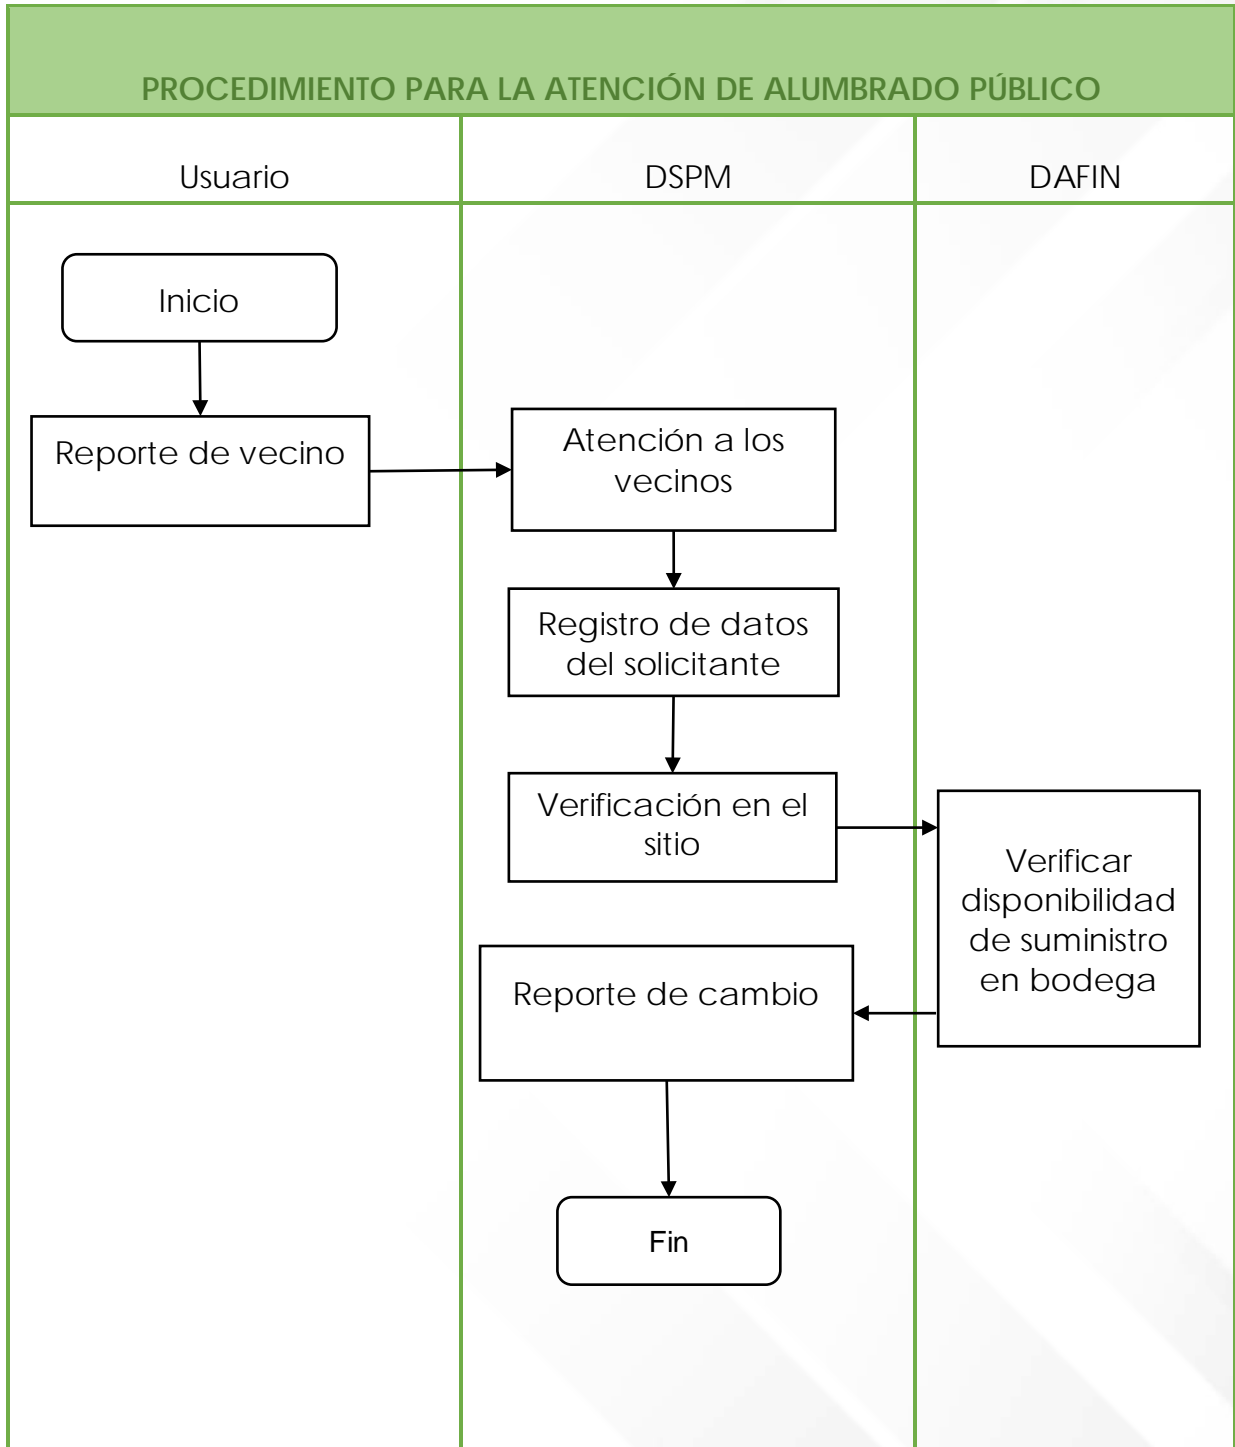 PROCEDIMIENTO PARA LA ATENCIÓN DE ALUMBRADO PÚBLICO
Usuario
DSPM
DAFIN
Inicio
Reporte de vecino
Atención a los
vecinos
Registro de datos
del solicitante
Verificación en el
sitio
Verificar
disponibilidad
de suministro
en bodega
Reporte de cambio
Fin